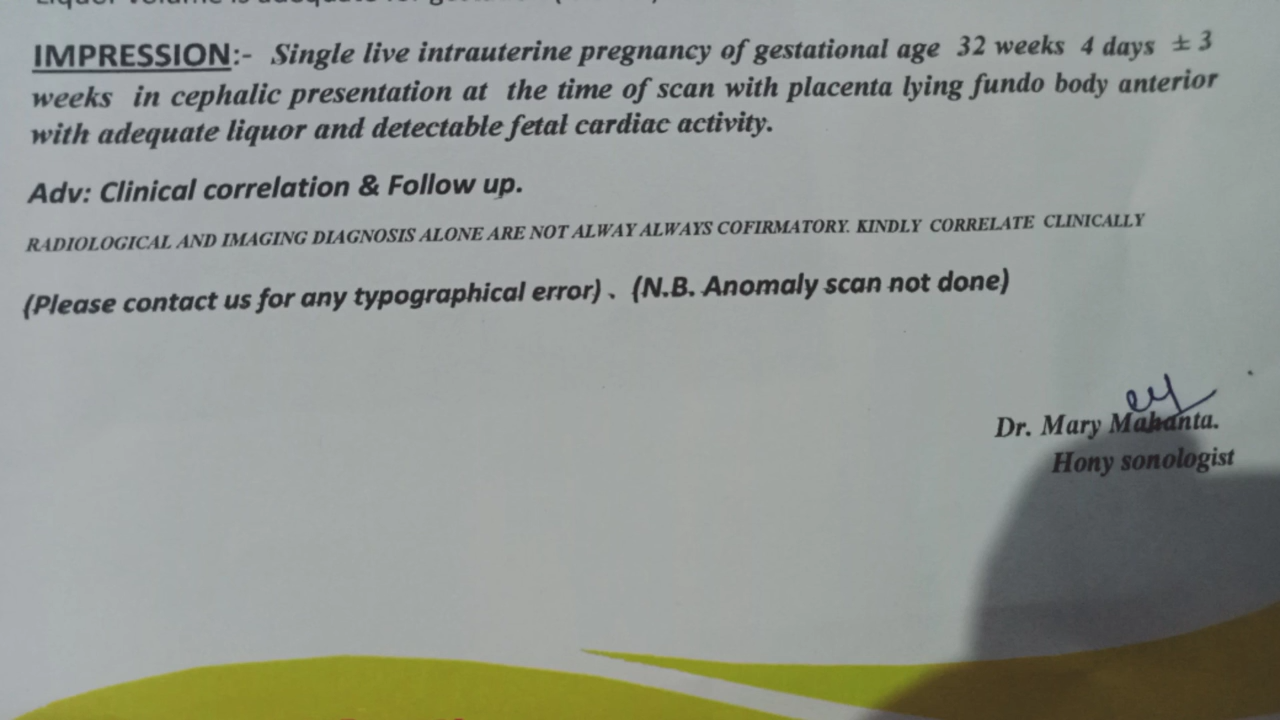 IMPRESSION:- Single live intrauterine pregnancy of gestational age 32 weeks 4 days ± 3
weeks in cephalic presentation at the time of scan with placenta lying fundo body anterior
with adequate liquor and detectable fetal cardiac activity.
Adv: Clinical correlation & Follow up.
RADIOLOGICAL AND IMAGING DIAGNOSIS ALONE ARE NOT ALWAY ALWAYS COFIRMATORY. KINDLY CORRELATE CLINICALLY
(Please contact us for any typographical error) . (N.B. Anomaly scan not done)
Dr. Mary Mahanta.
Hony sonologist